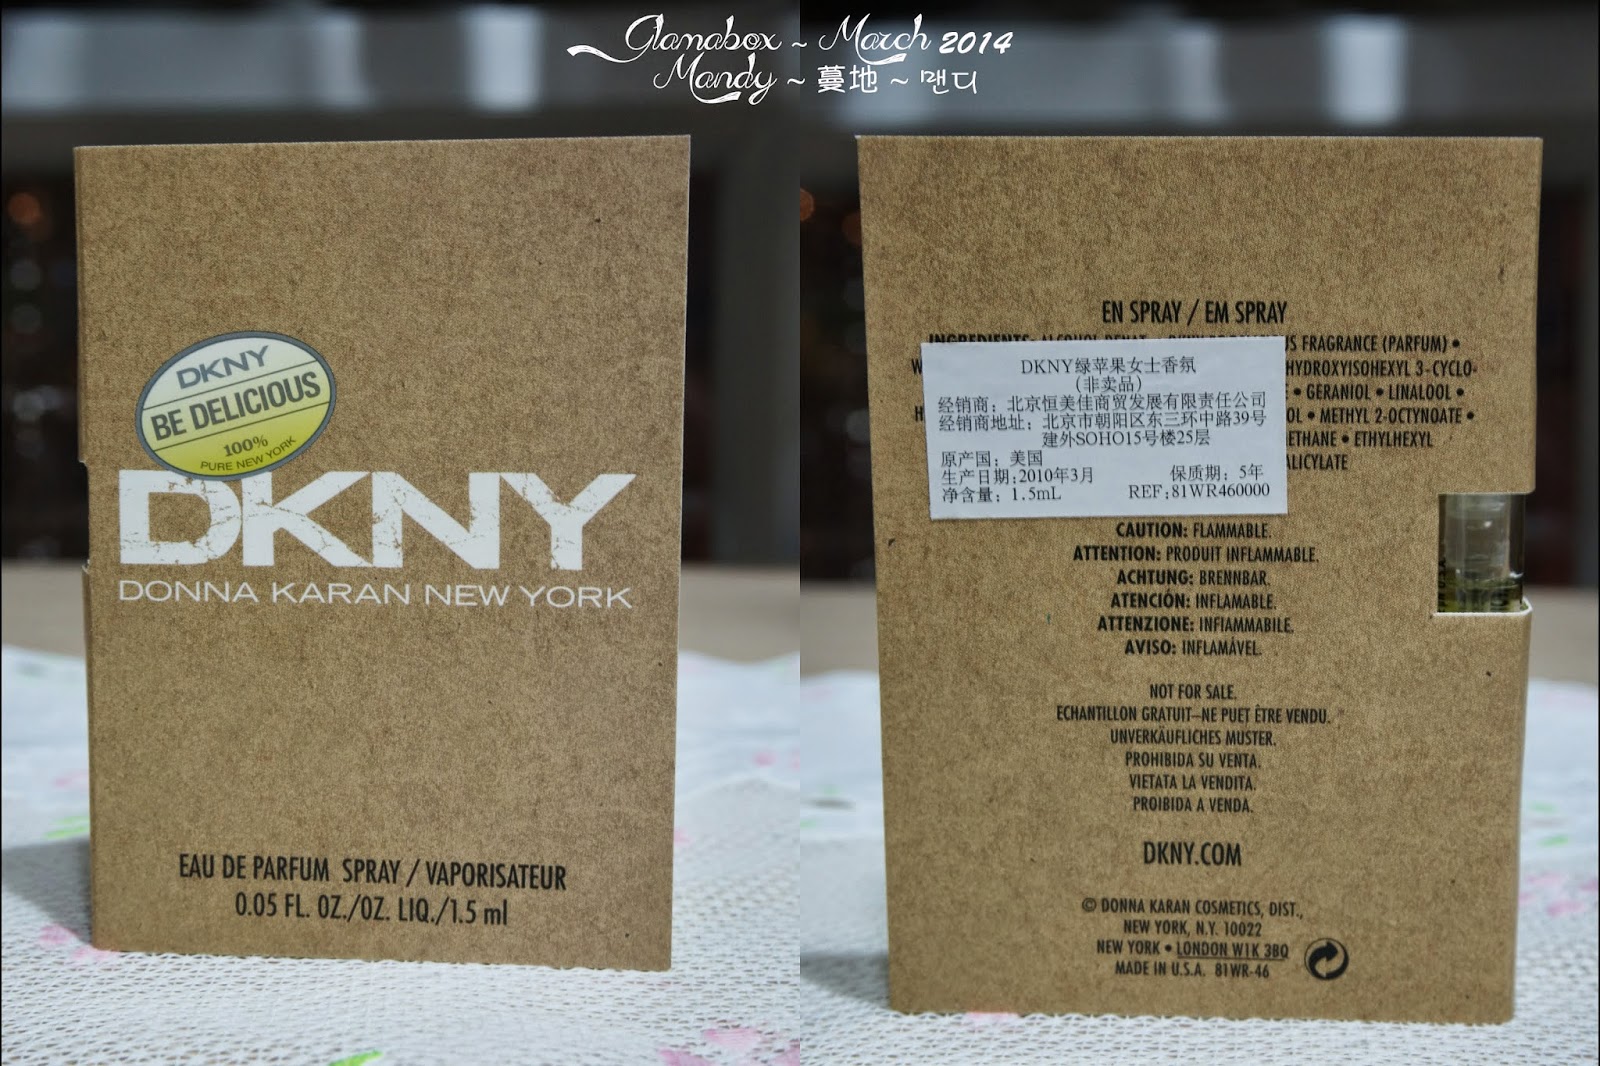 Glamabox ~ March 2014
Mandy ~ 蔓地 ~ 맨디
DKNY
BE DELICIOUS
100%
PURE NEW YORK
DKNY
DONNA KARAN NEW YORK
EAU DE PARFUM SPRAY / VAPORISATEUR
0.05 FL. OZ./OZ. LIQ./1.5 ml
EN SPRAY / EM SPRAY
FRAGRANCE (PARFUM) •
HYDROXYISOHEXYL 3-CYCLO-
• GERANIOL • LINALOOL •
• METHYL 2-OCTYNOATE •
• ETHYLHEXYL
DKNY绿苹果女士香氛
(非卖品)
经销商：北京恒美佳商贸发展有限责任公司
经销商地址：北京市朝阳区东三环中路39号
建外SOHO15号楼25层
原产国：美国
生产日期:2010年3月 保质期：5年
净含量：1.5mL REF:81WR460000
CAUTION: FLAMMABLE.
ATTENTION: PRODUIT INFLAMMABLE.
ACHTUNG: BRENNBAR.
ATENCIÓN: INFLAMABLE.
ATTENZIONE: INFIAMMABILE.
AVISO: INFLAMÁVEL.
NOT FOR SALE.
ECHANTILLON GRATUIT–NE PUET ÊTRE VENDU.
UNVERKÄUFLICHES MUSTER.
PROHIBIDA SU VENTA.
VIETATA LA VENDITA.
PROIBIDA A VENDA.
DKNY.COM
© DONNA KARAN COSMETICS, DIST.,
NEW YORK, N.Y. 10022
NEW YORK • LONDON W1K 3BQ
MADE IN U.S.A. 81WR-46